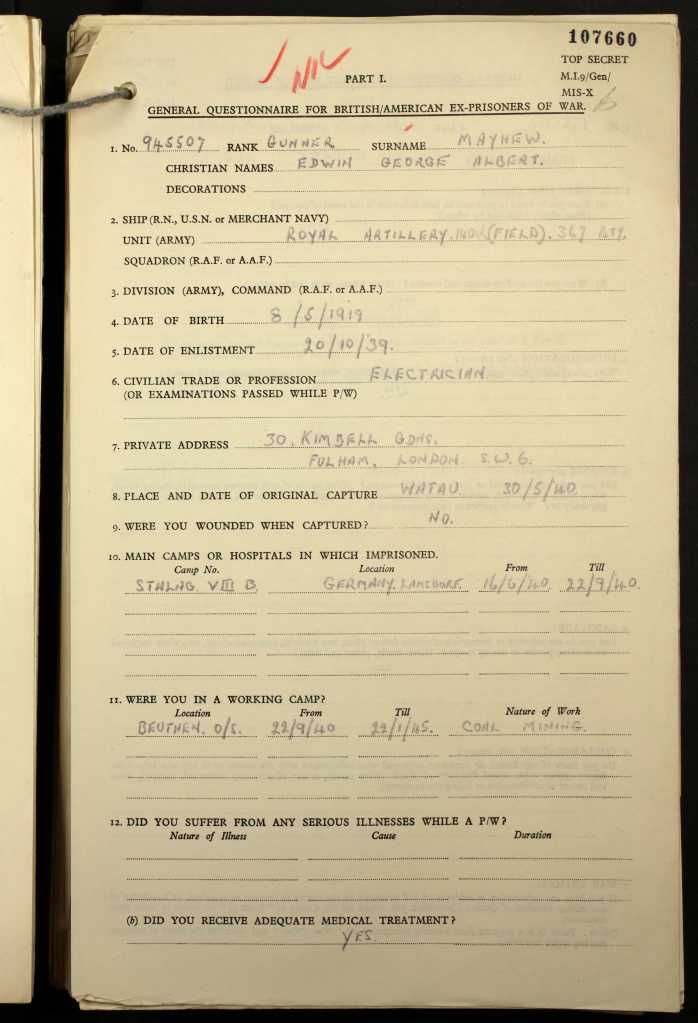 107660
TOP SECRET
M.I.9/Gen/
MIS-X
NIL
PART I.
GENERAL QUESTIONNAIRE FOR BRITISH/AMERICAN EX-PRISONERS OF WAR.
1. No. 945507 RANK GUNNER SURNAME MAYHEW.
CHRISTIAN NAMES EDWIN GEORGE ALBERT.
DECORATIONS
2. SHIP (R.N., U.S.N. or MERCHANT NAVY)
UNIT (ARMY) ROYAL ARTILLERY. 140 (FIELD). 367 BTY.
SQUADRON (R.A.F. or A.A.F.)
3. DIVISION (ARMY), COMMAND (R.A.F. or A.A.F.)
4. DATE OF BIRTH 8/5/1919
5. DATE OF ENLISTMENT 20/10/39.
6. CIVILIAN TRADE OR PROFESSION ELECTRICIAN
(OR EXAMINATIONS PASSED WHILE P/W)
7. PRIVATE ADDRESS 30, KIMBELL GDNS.
FULHAM, LONDON S.W.6.
8. PLACE AND DATE OF ORIGINAL CAPTURE WATAU 30/5/40
9. WERE YOU WOUNDED WHEN CAPTURED? NO.
10. MAIN CAMPS OR HOSPITALS IN WHICH IMPRISONED.
Camp No. Location From Till
STALAG VIII B. GERMANY. LAMSDORF. 16/6/40. 22/9/40.
11. WERE YOU IN A WORKING CAMP?
Location From Till Nature of Work
BEUTHEN. O/S. 22/9/40 22/1/45. COAL MINING.
12. DID YOU SUFFER FROM ANY SERIOUS ILLNESSES WHILE A P/W?
Nature of Illness Cause Duration
(b) DID YOU RECEIVE ADEQUATE MEDICAL TREATMENT?
YES